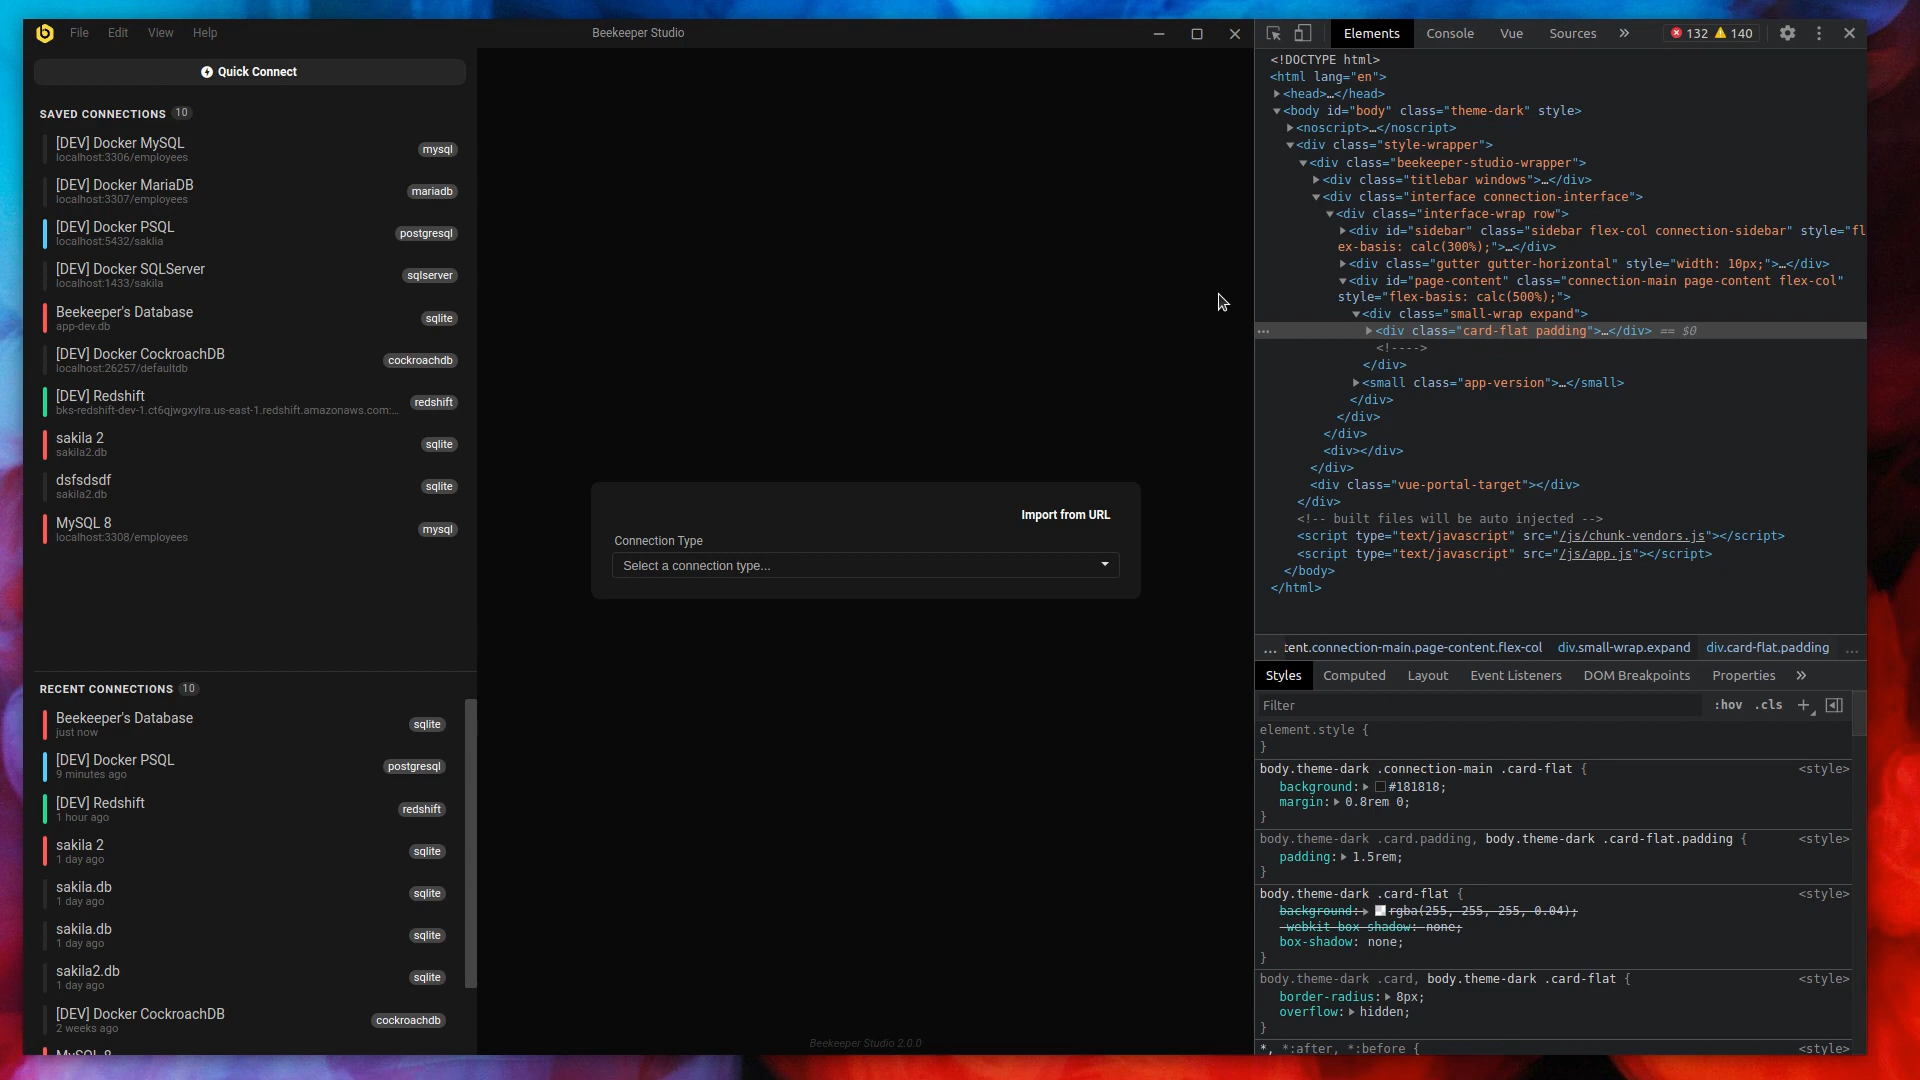 File Edit View Help
Beekeeper Studio
Quick Connect
SAVED CONNECTIONS 10
[DEV] Docker MySQL
localhost:3306/employees
mysql
[DEV] Docker MariaDB
localhost:3307/employees
mariadb
[DEV] Docker PSQL
localhost:5432/saklia
postgresql
[DEV] Docker SQLServer
localhost:1433/sakila
sqlserver
Beekeeper's Database
app-dev.db
sqlite
[DEV] Docker CockroachDB
localhost:26257/defaultdb
cockroachdb
[DEV] Redshift
bks-redshift-dev-1.ct6qjwgxylra.us-east-1.redshift.amazonaws.com:...
redshift
sakila 2
sakila2.db
sqlite
dsfsdsdf
sakila2.db
sqlite
MySQL 8
localhost:3308/employees
mysql
RECENT CONNECTIONS 10
Beekeeper's Database
just now
sqlite
[DEV] Docker PSQL
9 minutes ago
postgresql
[DEV] Redshift
1 hour ago
redshift
sakila 2
1 day ago
sqlite
sakila.db
1 day ago
sqlite
sakila.db
1 day ago
sqlite
sakila2.db
1 day ago
sqlite
[DEV] Docker CockroachDB
2 weeks ago
cockroachdb
MySQL 8
Import from URL
Connection Type
Select a connection type...
Beekeeper Studio 2.0.0
Elements Console Vue Sources » 132 140
<!DOCTYPE html>
<html lang="en">
<head>…</head>
<body id="body" class="theme-dark" style>
<noscript>…</noscript>
<div class="style-wrapper">
<div class="beekeeper-studio-wrapper">
<div class="titlebar windows">…</div>
<div class="interface connection-interface">
<div class="interface-wrap row">
<div id="sidebar" class="sidebar flex-col connection-sidebar" style="fl
ex-basis: calc(300%);">…</div>
<div class="gutter gutter-horizontal" style="width: 10px;">…</div>
<div id="page-content" class="connection-main page-content flex-col"
style="flex-basis: calc(500%);">
<div class="small-wrap expand">
<div class="card-flat padding">…</div> == $0
<!---->
</div>
<small class="app-version">…</small>
</div>
</div>
</div>
<div></div>
</div>
<div class="vue-portal-target"></div>
</div>
<!-- built files will be auto injected -->
<script type="text/javascript" src="/js/chunk-vendors.js"></script>
<script type="text/javascript" src="/js/app.js"></script>
</body>
</html>
... tent.connection-main.page-content.flex-col div.small-wrap.expand div.card-flat.padding ...
Styles Computed Layout Event Listeners DOM Breakpoints Properties »
Filter :hov .cls +
element.style {
}
body.theme-dark .connection-main .card-flat { <style>
background: #181818;
margin: 0.8rem 0;
}
body.theme-dark .card.padding, body.theme-dark .card-flat.padding { <style>
padding: 1.5rem;
}
body.theme-dark .card-flat { <style>
background: rgba(255, 255, 255, 0.04);
-webkit-box-shadow: none;
box-shadow: none;
}
body.theme-dark .card, body.theme-dark .card-flat { <style>
border-radius: 8px;
overflow: hidden;
}
*, *:after, *:before { <style>